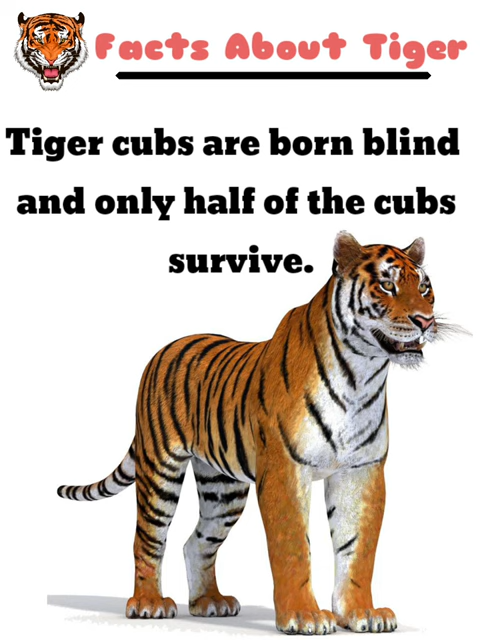 Facts About Tiger
Tiger cubs are born blind
and only half of the cubs
survive.